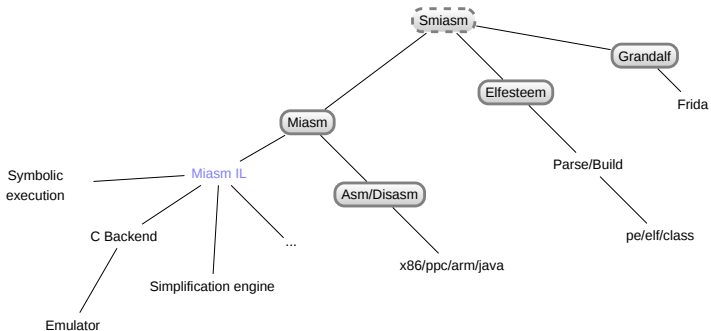 Smiasm
Grandalf
Elfesteem
Frida
Miasm
Parse/Build
Symbolic
execution
Miasm IL
Asm/Disasm
C Backend
...
pe/elf/class
x86/ppc/arm/java
Simplification engine
Emulator